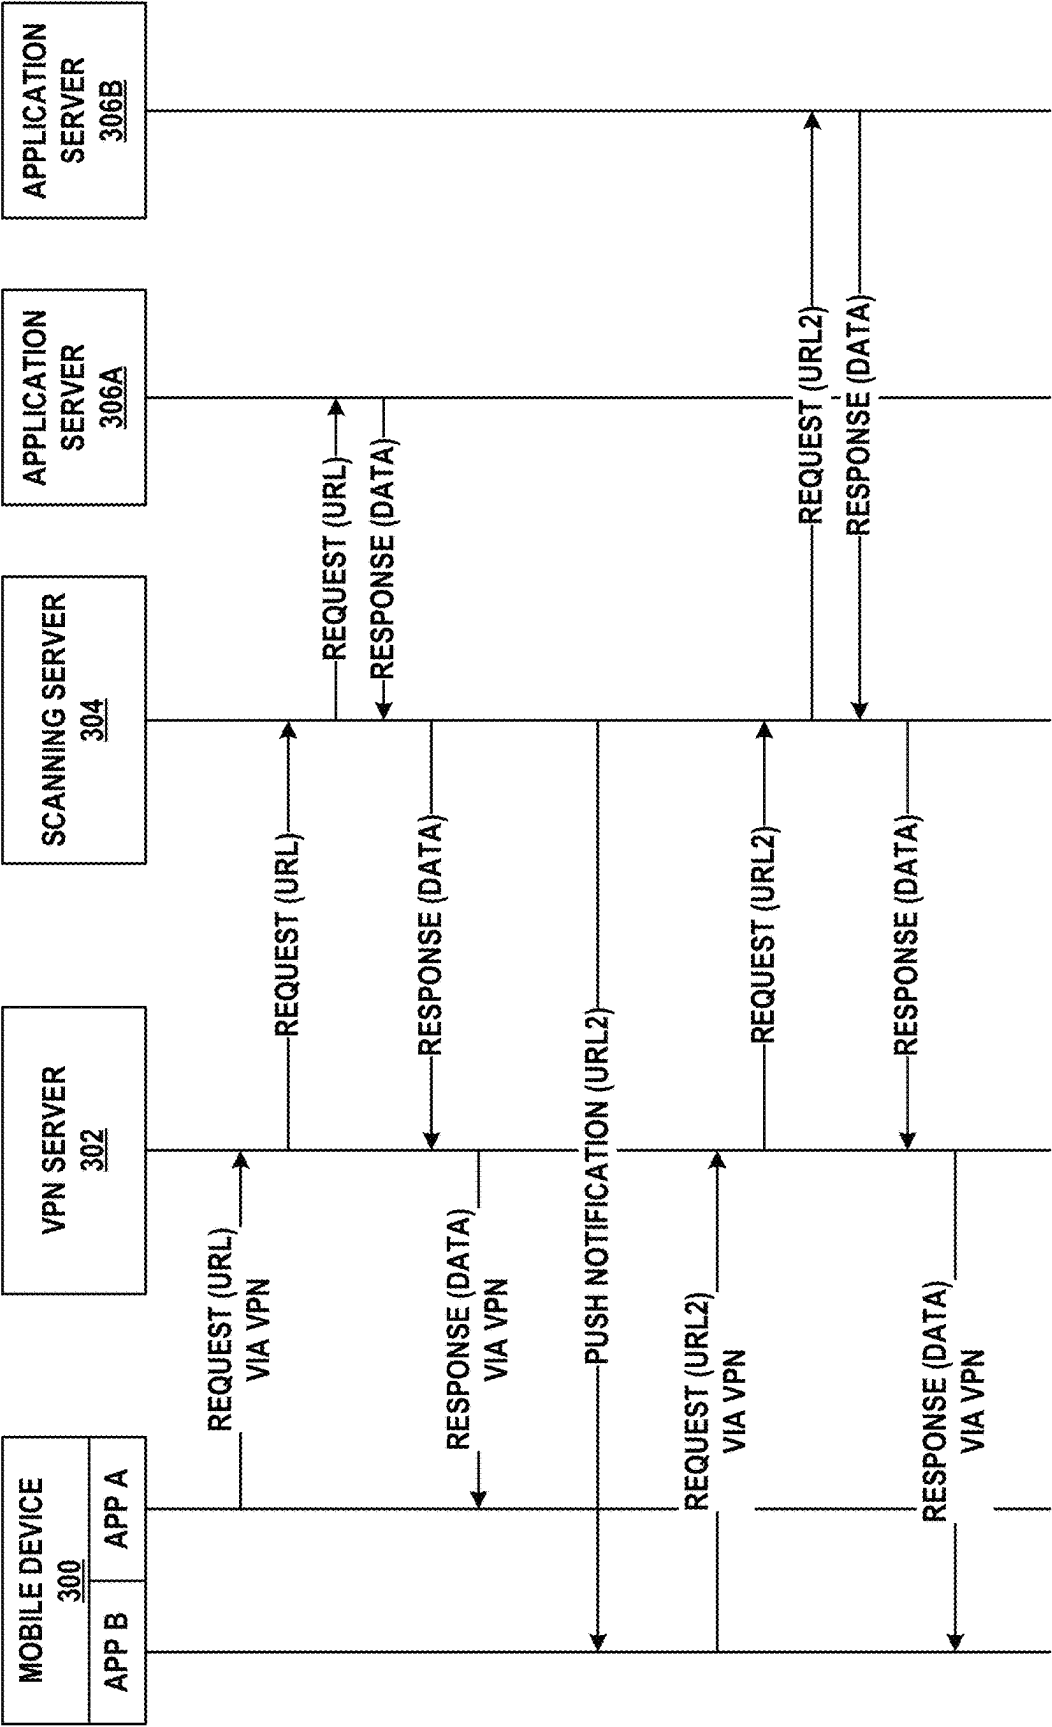 MOBILE DEVICE
300
APP B
APP A
VPN SERVER
302
SCANNING SERVER
304
APPLICATION
SERVER
306A
APPLICATION
SERVER
306B
REQUEST (URL)
VIA VPN
REQUEST (URL)
REQUEST (URL)
RESPONSE (DATA)
RESPONSE (DATA)
RESPONSE (DATA)
VIA VPN
PUSH NOTIFICATION (URL2)
REQUEST (URL2)
VIA VPN
REQUEST (URL2)
REQUEST (URL2)
RESPONSE (DATA)
RESPONSE (DATA)
RESPONSE (DATA)
VIA VPN